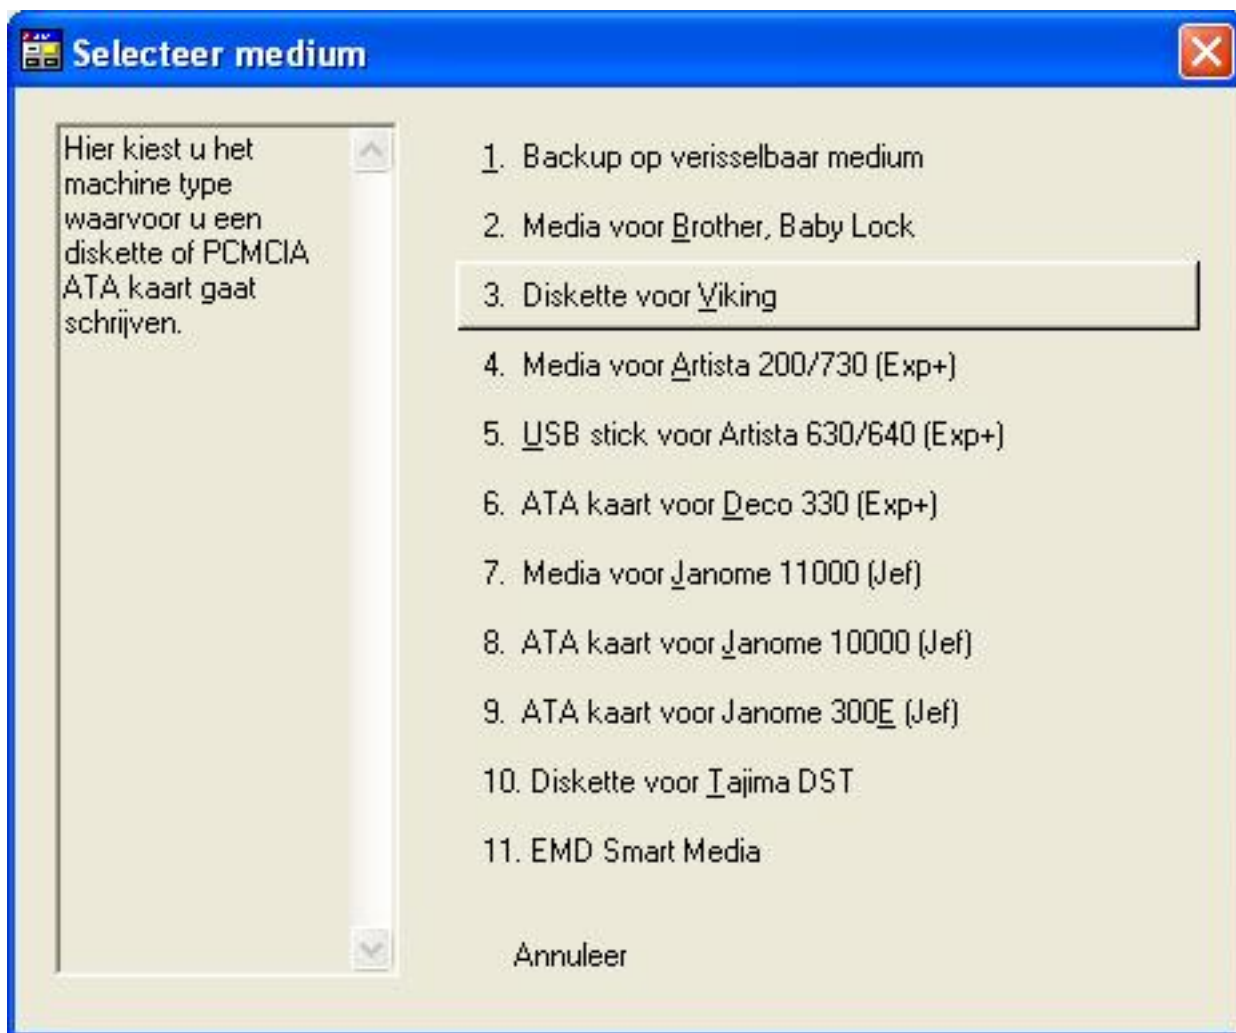 Selecteer medium
Hier kiest u het
machine type
waarvoor u een
diskette of PCMCIA
ATA kaart gaat
schrijven.
1. Backup op verisselbaar medium
2. Media voor Brother, Baby Lock
3. Diskette voor Viking
4. Media voor Artista 200/730 (Exp+)
5. USB stick voor Artista 630/640 (Exp+)
6. ATA kaart voor Deco 330 (Exp+)
7. Media voor Janome 11000 (Jef)
8. ATA kaart voor Janome 10000 (Jef)
9. ATA kaart voor Janome 300E (Jef)
10. Diskette voor Tajima DST
11. EMD Smart Media
Annuleer